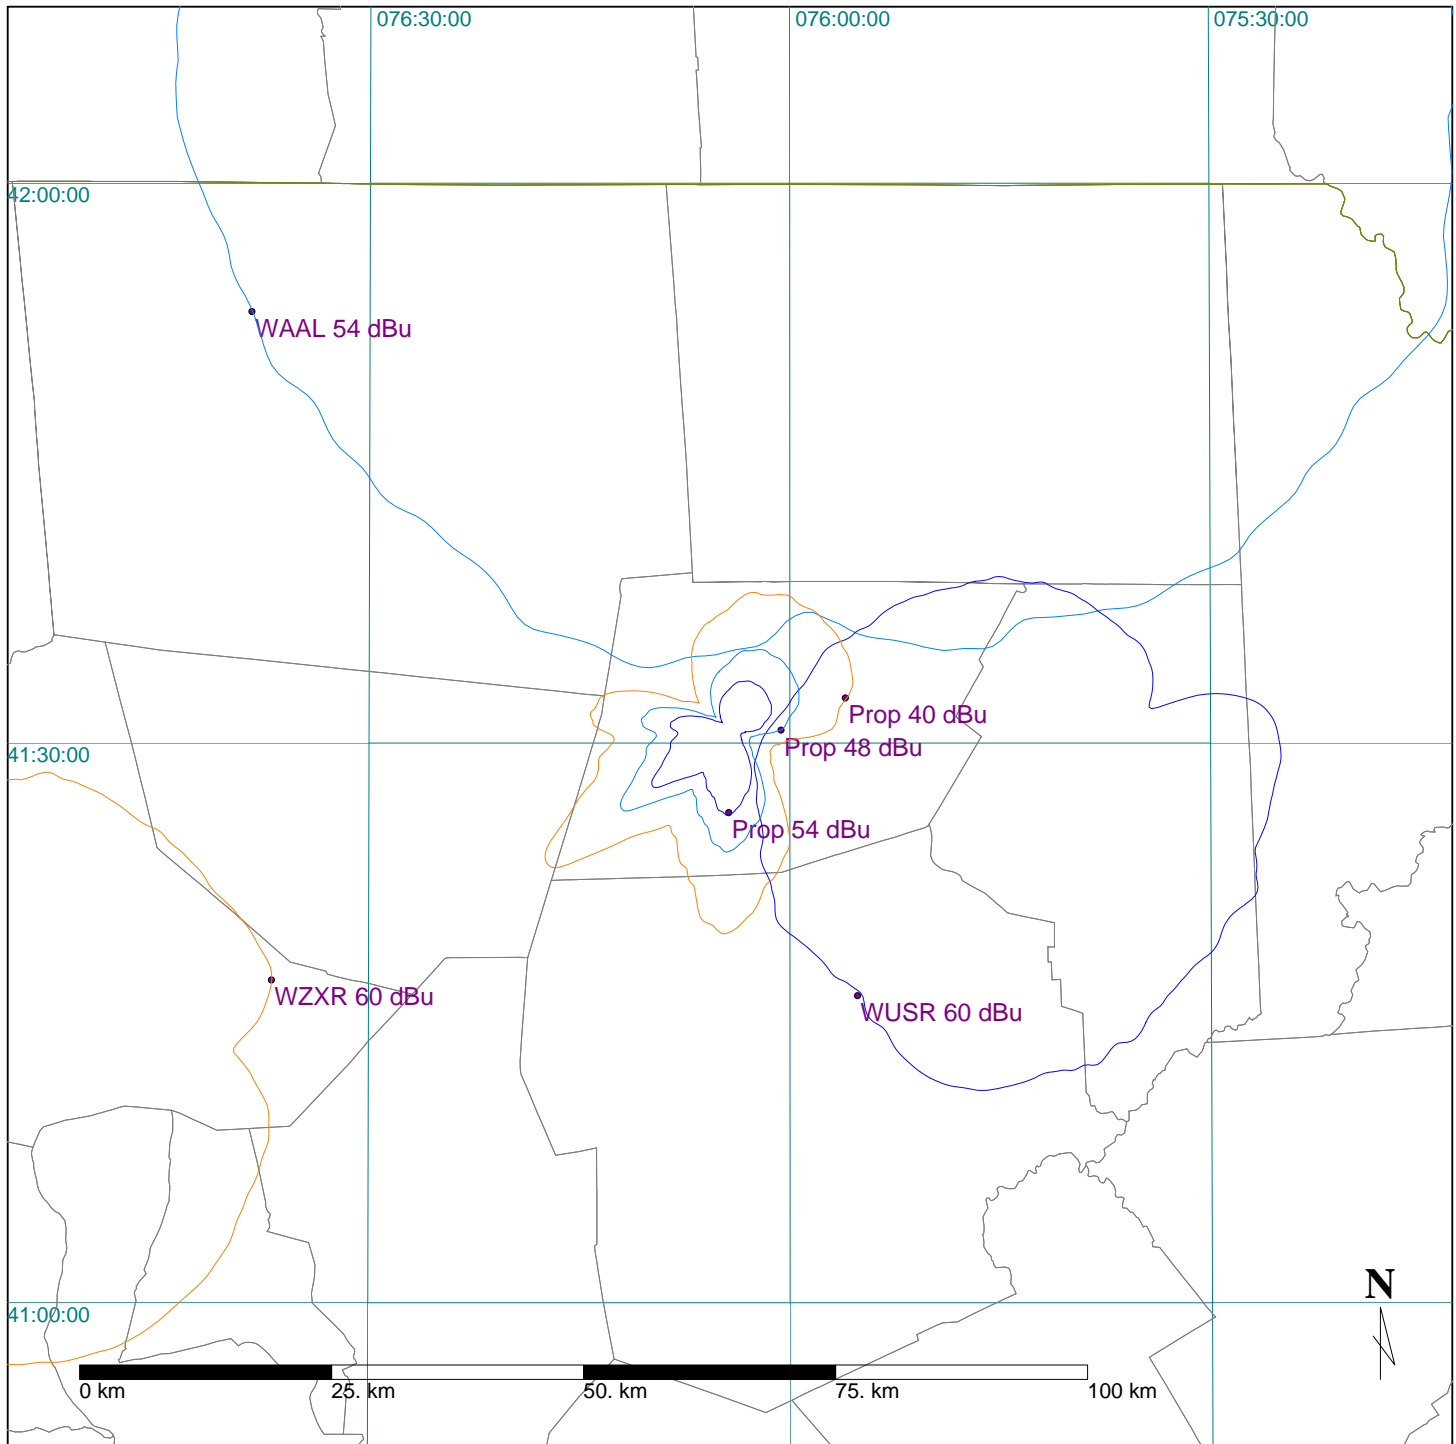 076:30:00
076:00:00
075:30:00
42:00:00
WAAL 54 dBu
Prop 40 dBu
41:30:00
Prop 48 dBu
Prop 54 dBu
WZXR 60 dBu
WUSR 60 dBu
N
41:00:00
0 km
25. km
50. km
75. km
100 km